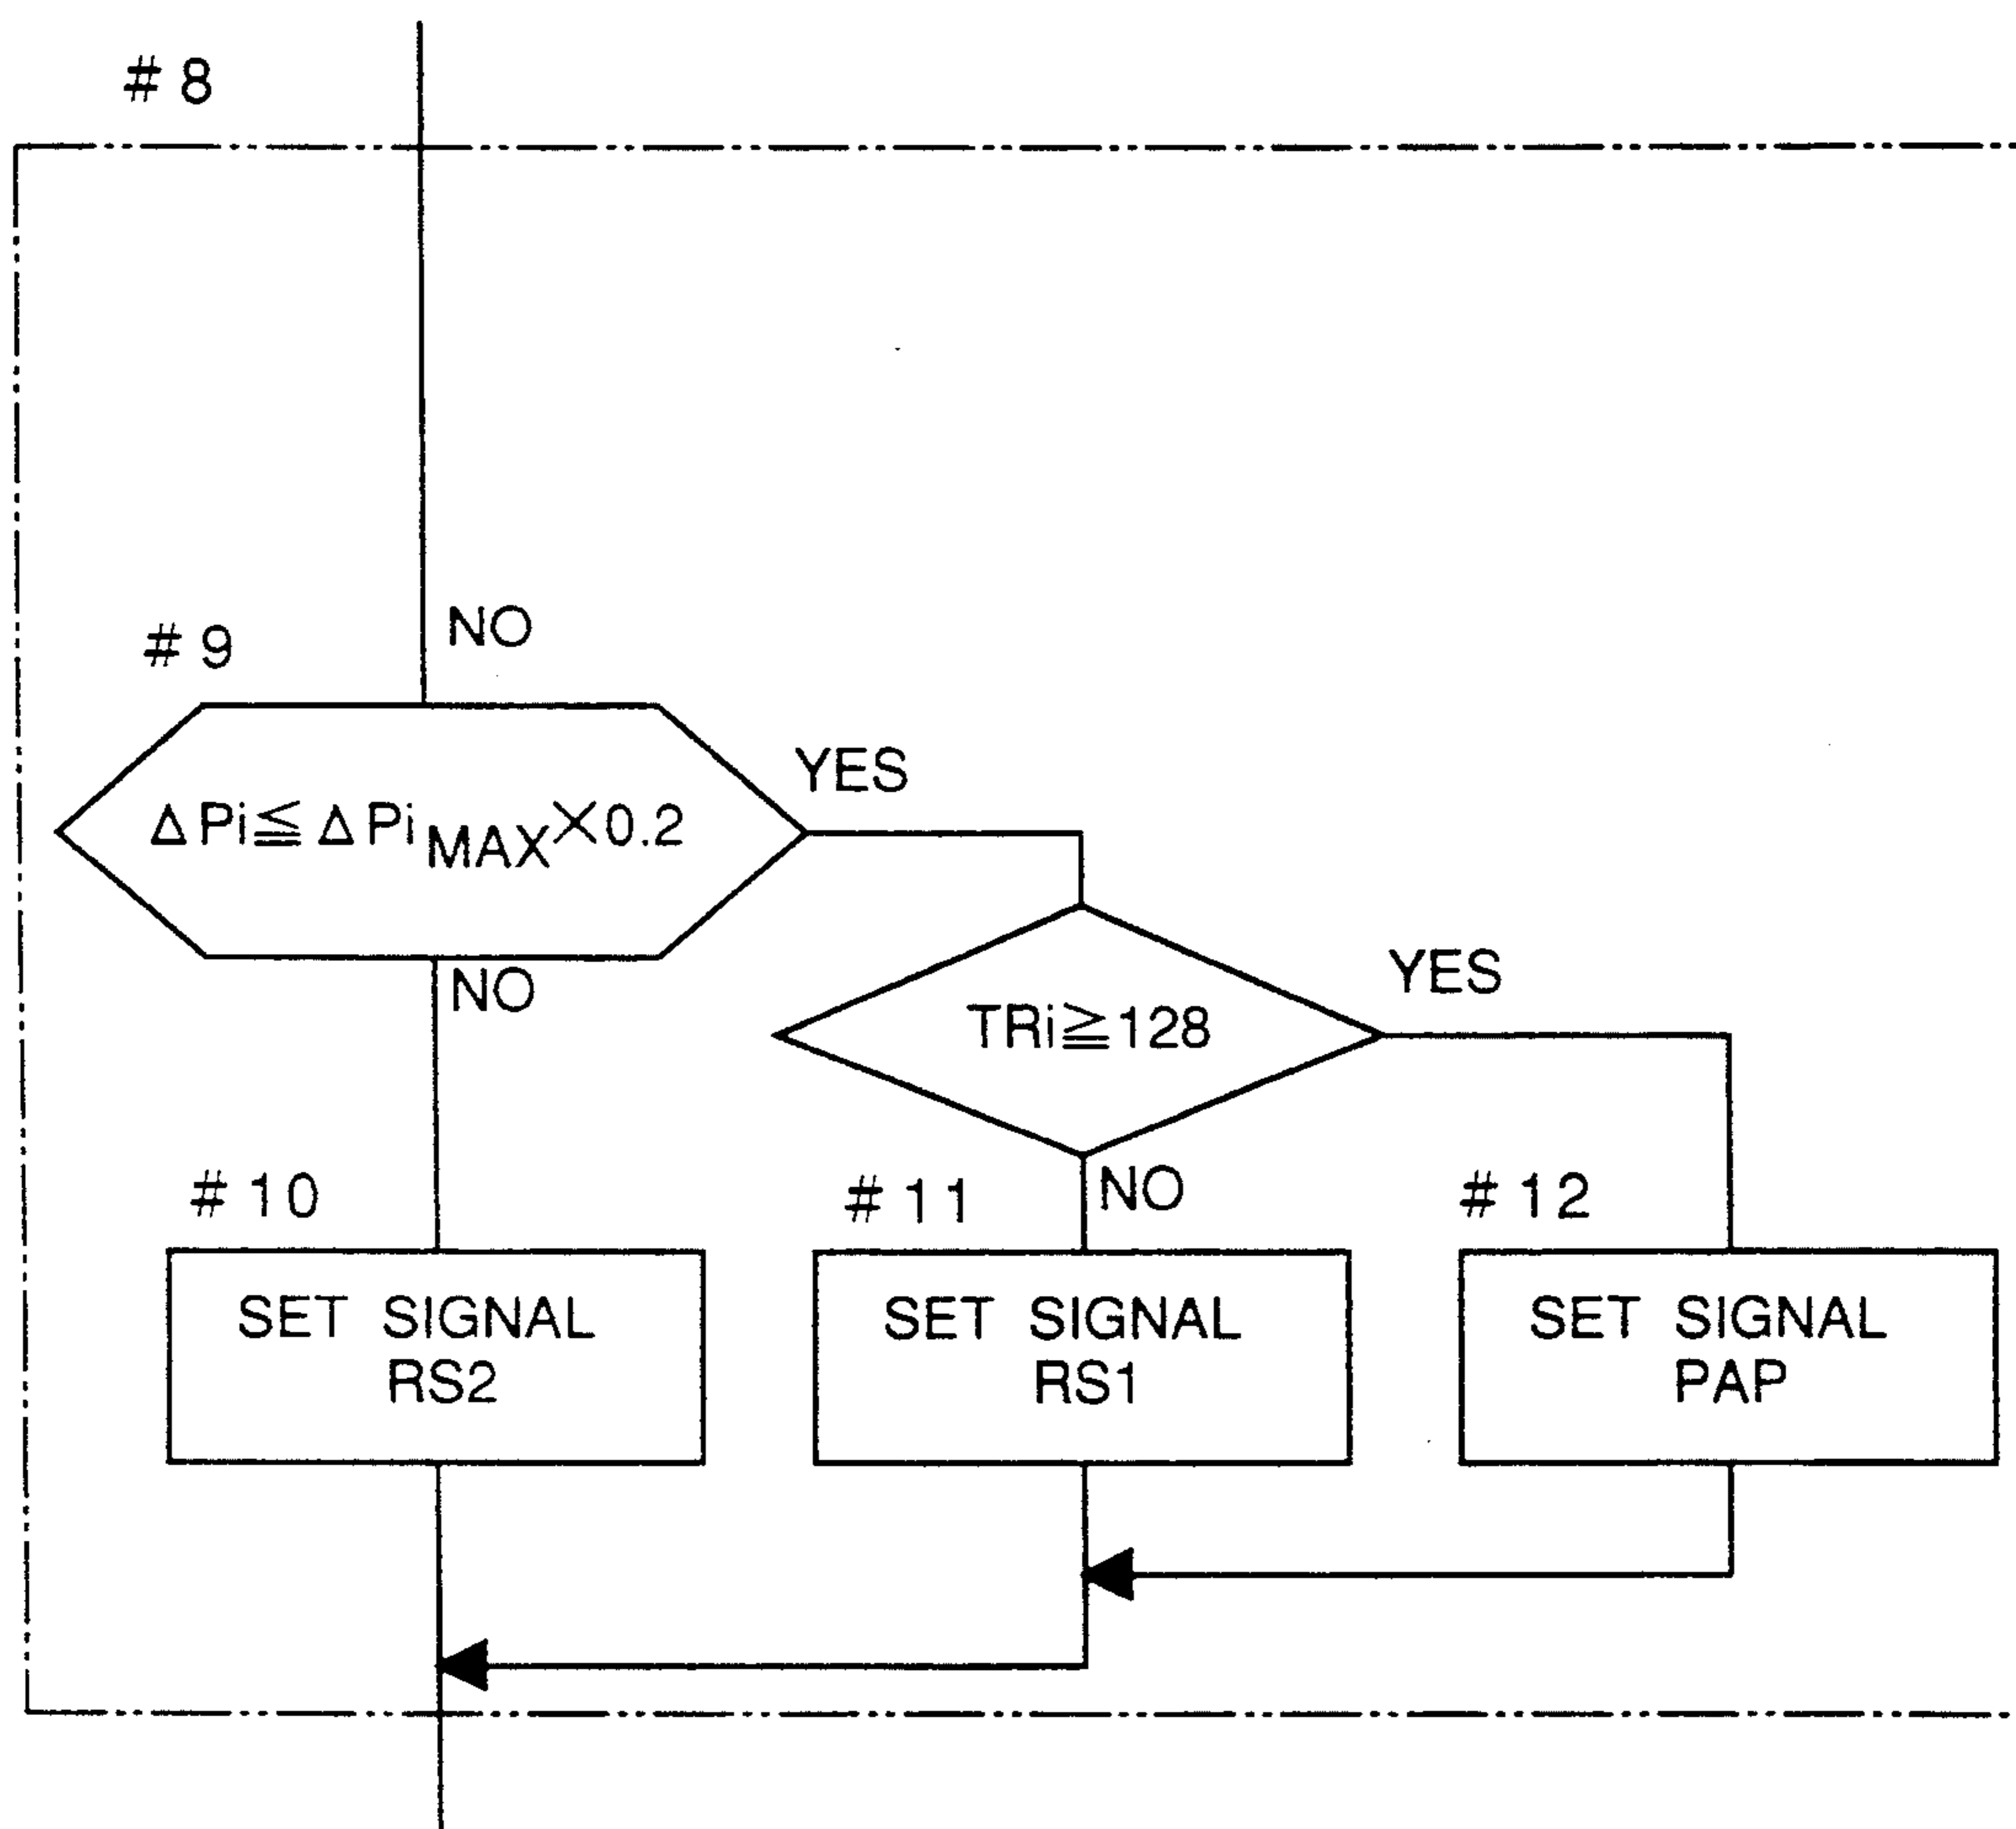 # 8
NO
# 9
YES
ΔPi≦ΔPiMAX×0.2
NO
YES
TRi≧128
NO
# 10
# 11
# 12
SET SIGNAL
RS2
SET SIGNAL
RS1
SET SIGNAL
PAP